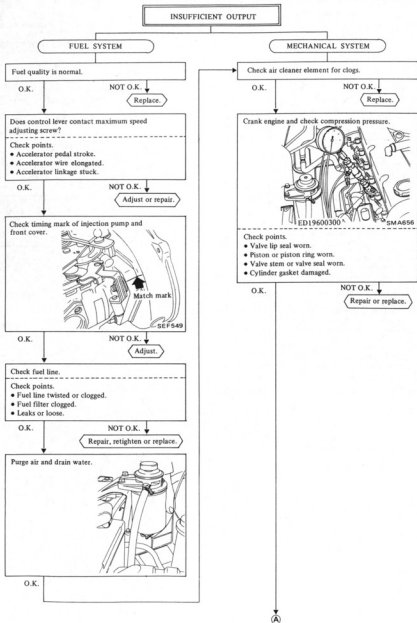 INSUFFICIENT OUTPUT
FUEL SYSTEM
Fuel quality is normal.
O.K.
NOT O.K.
Replace.
Does control lever contact maximum speed
adjusting screw?
Check points.
• Accelerator pedal stroke.
• Accelerator wire elongated.
• Accelerator linkage stuck.
O.K.
NOT O.K.
Adjust or repair.
Check timing mark of injection pump and
front cover.
Match mark
SEF549
O.K.
NOT O.K.
Adjust.
Check fuel line.
Check points.
• Fuel line twisted or clogged.
• Fuel filter clogged.
• Leaks or loose.
O.K.
NOT O.K.
Repair, retighten or replace.
Purge air and drain water.
O.K.
MECHANICAL SYSTEM
Check air cleaner element for clogs.
O.K.
NOT O.K.
Replace.
Crank engine and check compression pressure.
ED19600300
SMA656
Check points.
• Valve lip seal worn.
• Piston or piston ring worn.
• Valve stem or valve seal worn.
• Cylinder gasket damaged.
O.K.
NOT O.K.
Repair or replace.
A